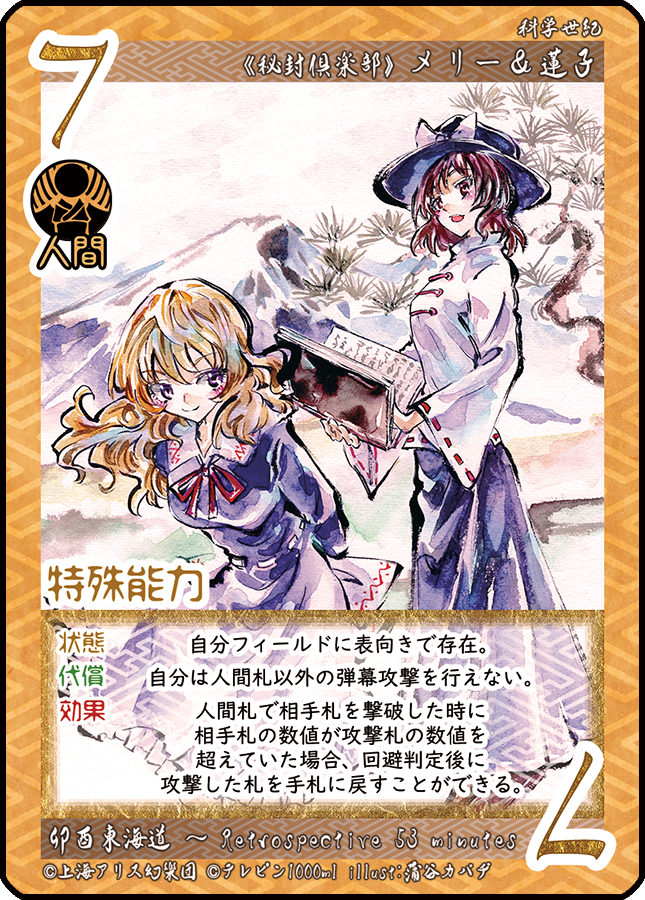 科学世紀
《秘封倶楽部》メリー&蓮子
7
人間
特殊能力
状態 自分フィールドに表向きで存在。
代償 自分は人間札以外の弾幕攻撃を行えない。
効果 人間札で相手札を撃破した時に
相手札の数値が攻撃札の数値を
超えていた場合、回避判定後に
攻撃した札を手札に戻すことができる。
7
卯酉東海道 ～ Retrospective 53 minutes
©上海アリス幻樂団 ©テレピン1000ml illust:蒲谷カバヂ